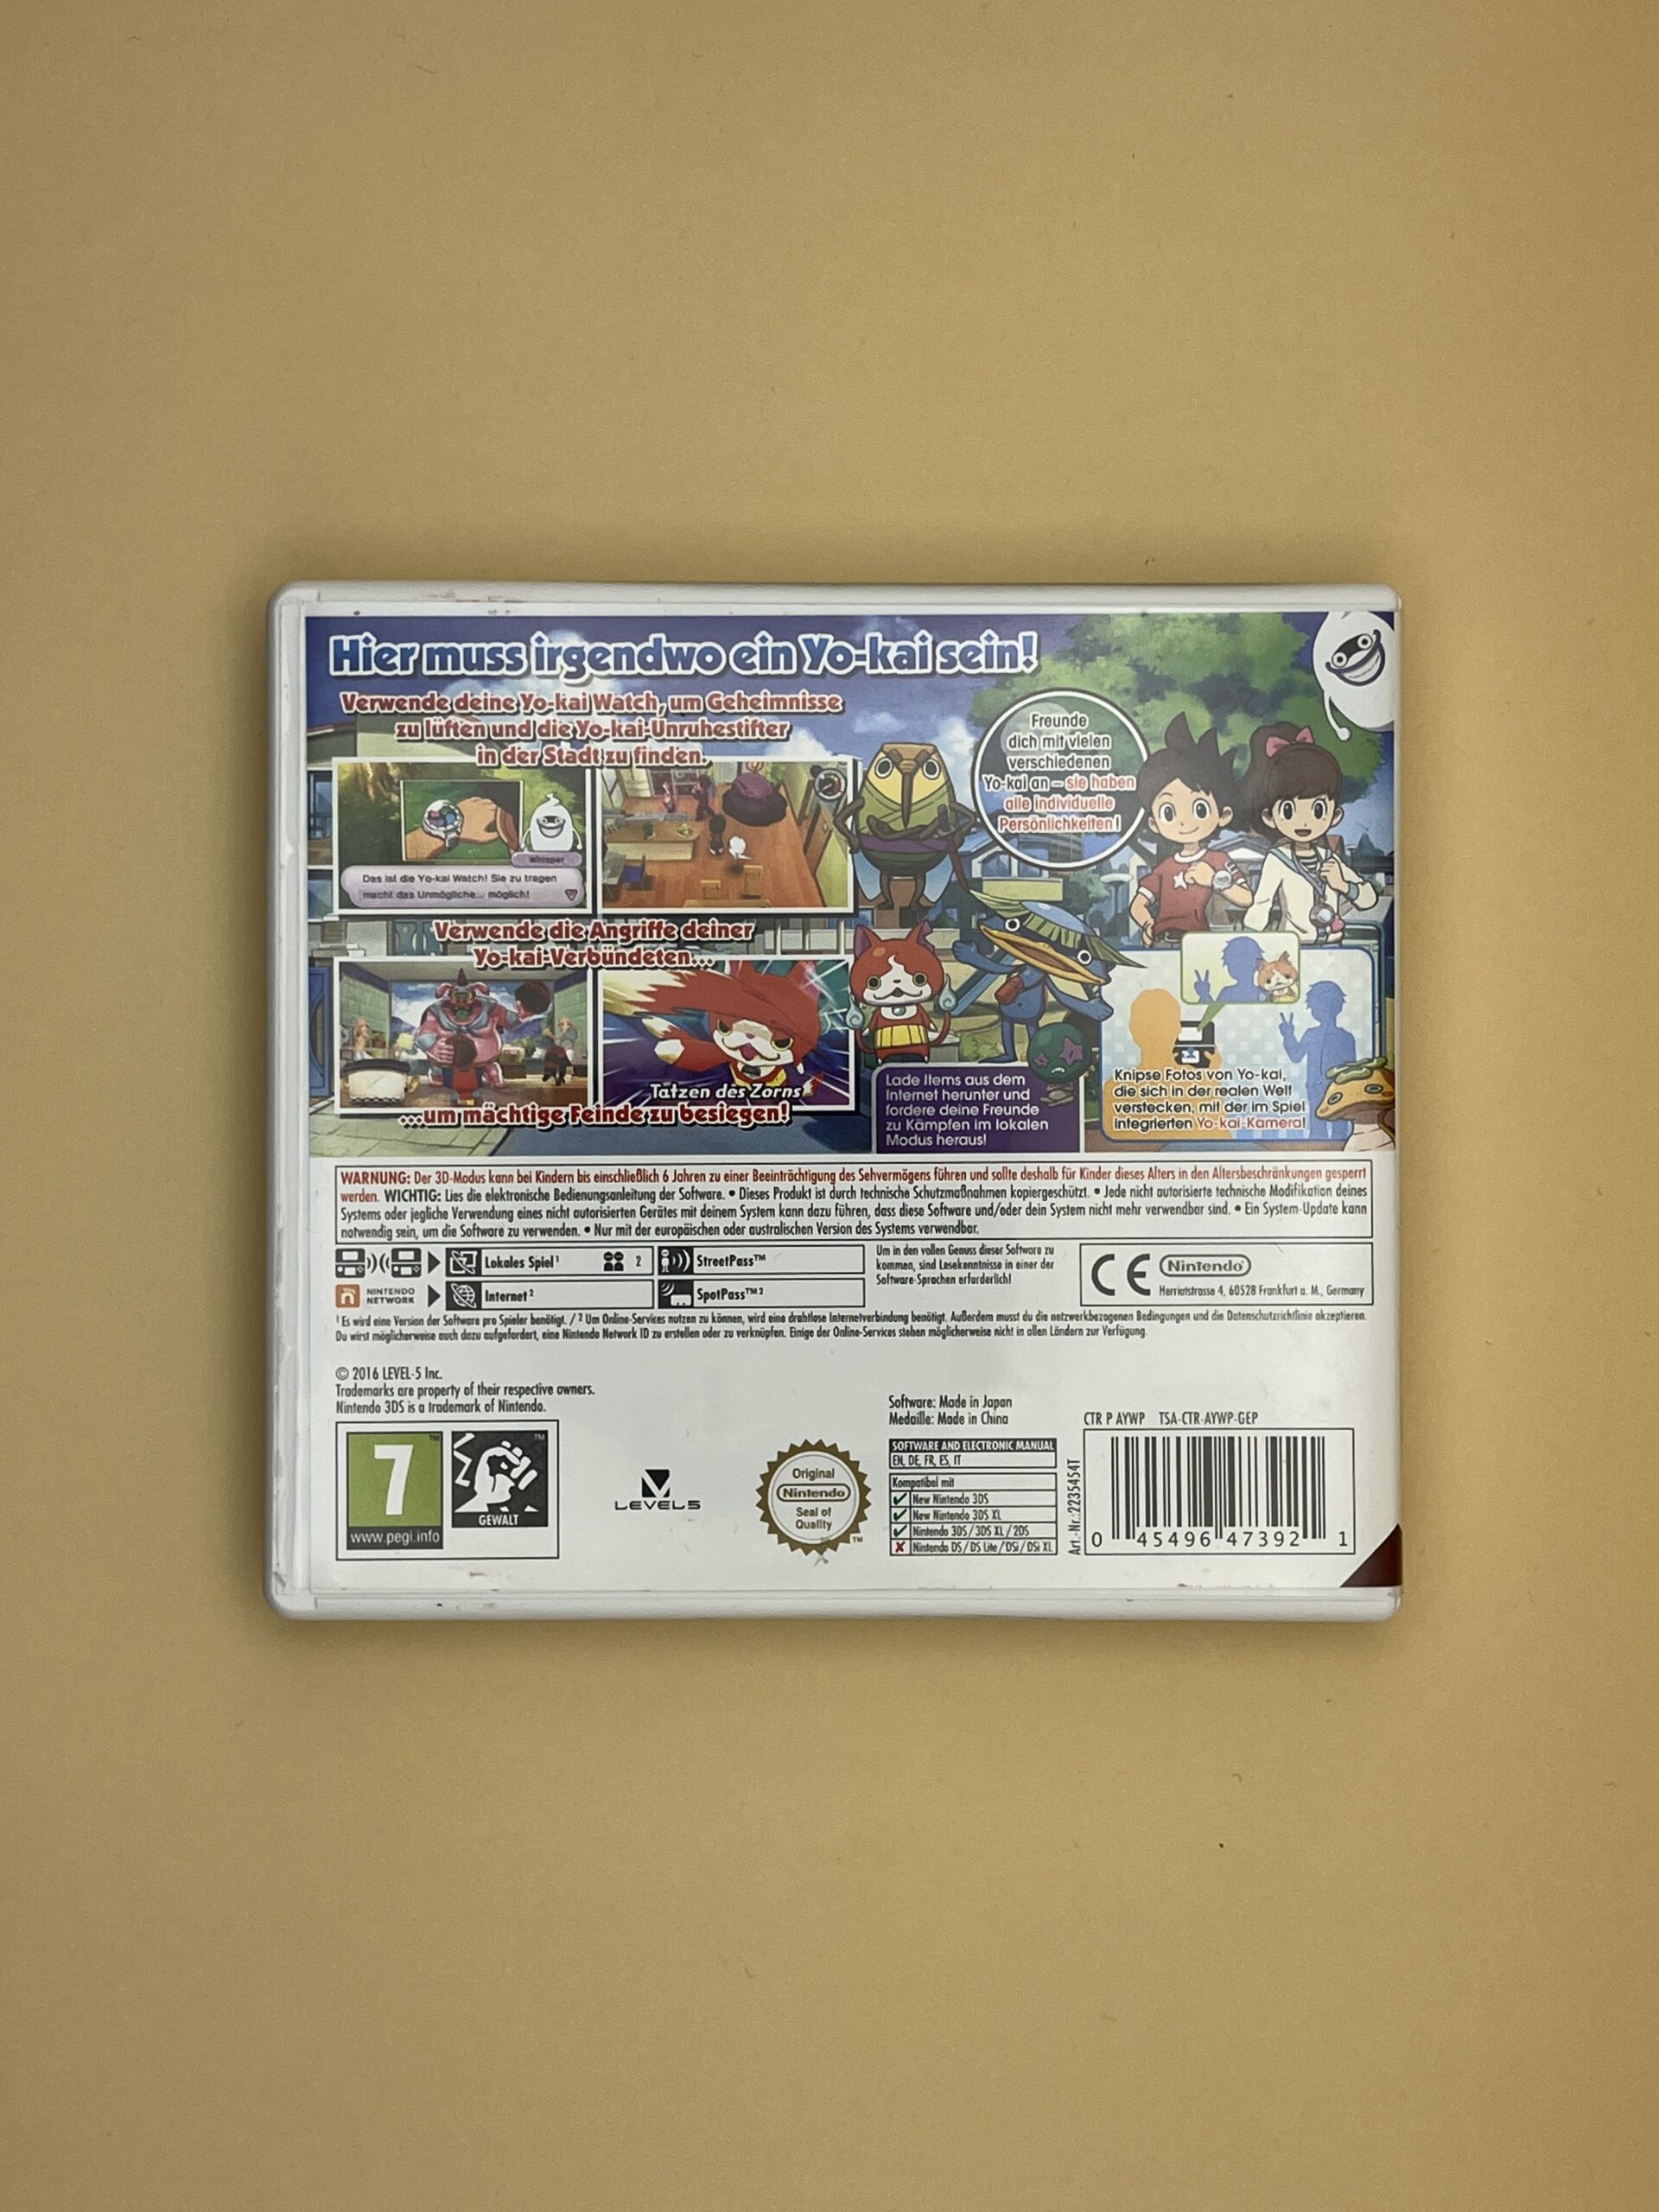 Hier muss irgendwo ein Yo-kai sein!
Verwende deine Yo-kai Watch, um Geheimnisse
zu lüften und die Yo-kai-Unruhestifter
in der Stadt zu finden.
Freunde
dich mit vielen
verschiedenen
Yo-kai an – sie haben
alle individuelle
Persönlichkeiten!
Whisper
Das ist die Yo-kai Watch! Sie zu tragen
macht das Unmögliche... möglich!
Verwende die Angriffe deiner
Yo-kai-Verbündeten...
Tatzen des Zorns
...um mächtige Feinde zu besiegen!
Lade Items aus dem
Internet herunter und
fordere deine Freunde
zu Kämpfen im lokalen
Modus heraus!
Knipse Fotos von Yo-kai,
die sich in der realen Welt
verstecken, mit der im Spiel
integrierten Yo-kai-Kamera!
WARNUNG: Der 3D-Modus kann bei Kindern bis einschließlich 6 Jahren zu einer Beeinträchtigung des Sehvermögens führen und sollte deshalb für Kinder dieses Alters in den Altersbeschränkungen gesperrt
werden. WICHTIG: Lies die elektronische Bedienungsanleitung der Software. • Dieses Produkt ist durch technische Schutzmaßnahmen kopiergeschützt. • Jede nicht autorisierte technische Modifikation deines
Systems oder jegliche Verwendung eines nicht autorisierten Gerätes mit deinem System kann dazu führen, dass diese Software und/oder dein System nicht mehr verwendbar sind. • Ein System-Update kann
notwendig sein, um die Software zu verwenden. • Nur mit der europäischen oder australischen Version des Systems verwendbar.
Lokales Spiel¹ 2
StreetPass™
NINTENDO
NETWORK
Internet²
SpotPass™²
Um in den vollen Genuss dieser Software zu
kommen, sind Lesekenntnisse in einer der
Software-Sprachen erforderlich!
CE Nintendo
Herriotstrasse 4, 60528 Frankfurt a. M., Germany
¹ Es wird eine Version der Software pro Spieler benötigt. / ² Um Online-Services nutzen zu können, wird eine drahtlose Internetverbindung benötigt. Außerdem musst du die netzwerkbezogenen Bedingungen und die Datenschutzrichtlinie akzeptieren.
Du wirst möglicherweise auch dazu aufgefordert, eine Nintendo Network ID zu erstellen oder zu verknüpfen. Einige der Online-Services stehen möglicherweise nicht in allen Ländern zur Verfügung.
© 2016 LEVEL-5 Inc.
Trademarks are property of their respective owners.
Nintendo 3DS is a trademark of Nintendo.
7
www.pegi.info
GEWALT
LEVEL5
Original
Nintendo
Seal of
Quality
Software: Made in Japan
Medaille: Made in China
SOFTWARE AND ELECTRONIC MANUAL
EN, DE, FR, ES, IT
Kompatibel mit
New Nintendo 3DS
New Nintendo 3DS XL
Nintendo 3DS / 3DS XL / 2DS
Nintendo DS / DS Lite / DSi / DSi XL
Art.-Nr.:2235454T
CTR P AYWP TSA-CTR-AYWP-GEP
0 45496 47392 1